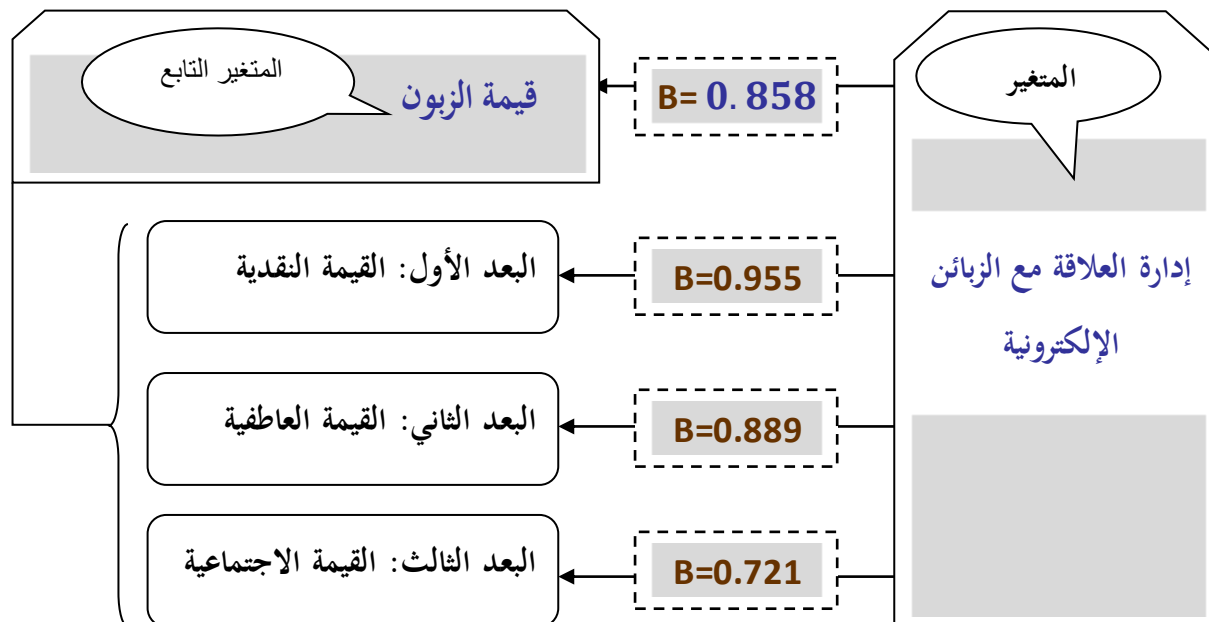 المتغير
إدارة العلاقة مع الزبائن
الإلكترونية
B= 0. 858
المتغير التابع
قيمة الزبون
B=0.955
البعد الأول: القيمة النقدية
B=0.889
البعد الثاني: القيمة العاطفية
B=0.721
البعد الثالث: القيمة الاجتماعية